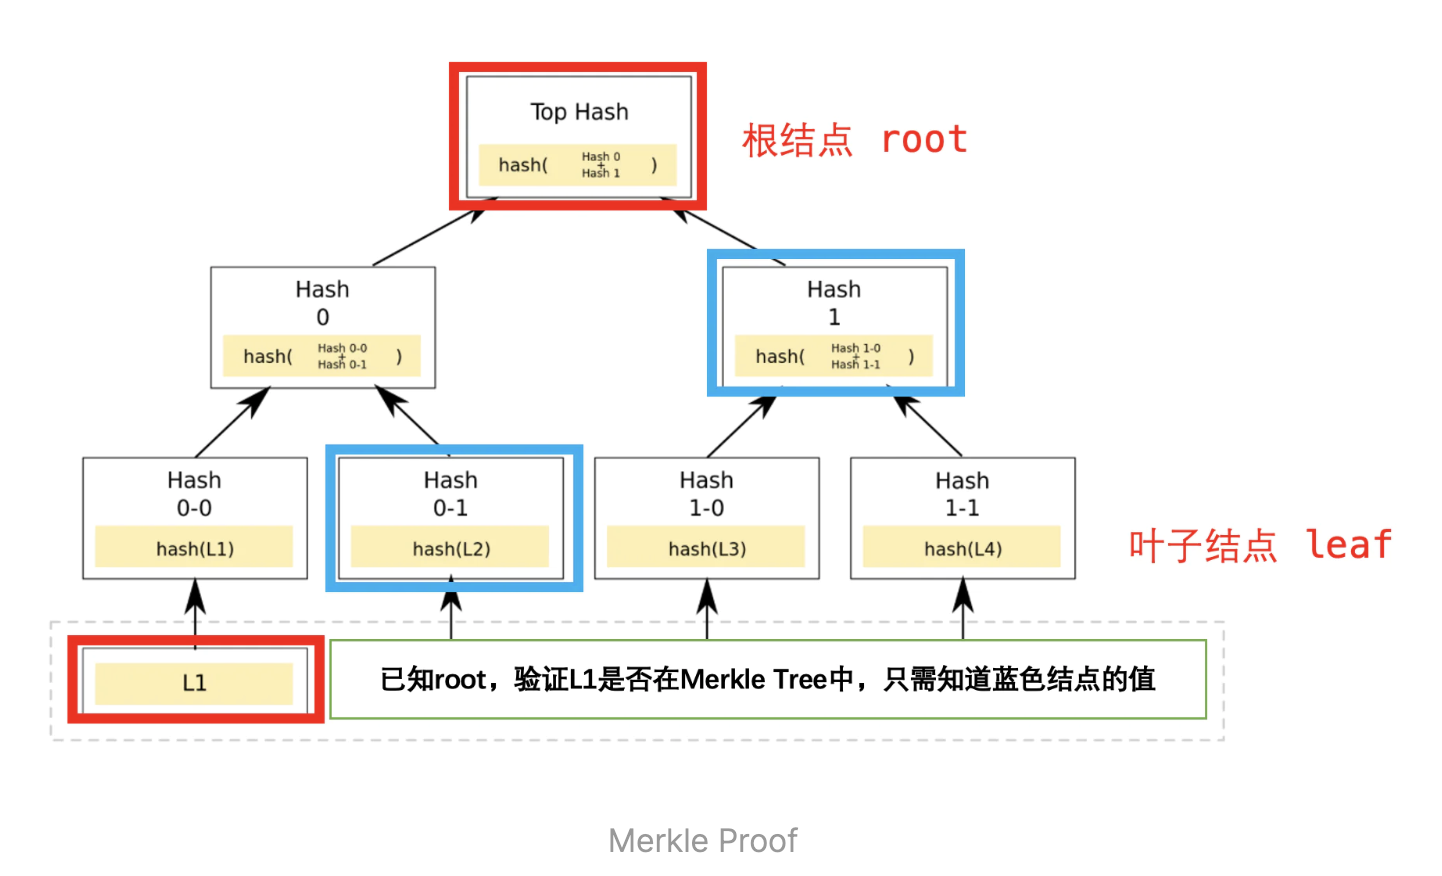 Top Hash
hash( Hash 0 + Hash 1 )
根结点 root
Hash
0
hash( Hash 0-0 + Hash 0-1 )
Hash
1
hash( Hash 1-0 + Hash 1-1 )
Hash
0-0
hash(L1)
Hash
0-1
hash(L2)
Hash
1-0
hash(L3)
Hash
1-1
hash(L4)
叶子结点 leaf
L1
已知root，验证L1是否在Merkle Tree中，只需知道蓝色结点的值
Merkle Proof